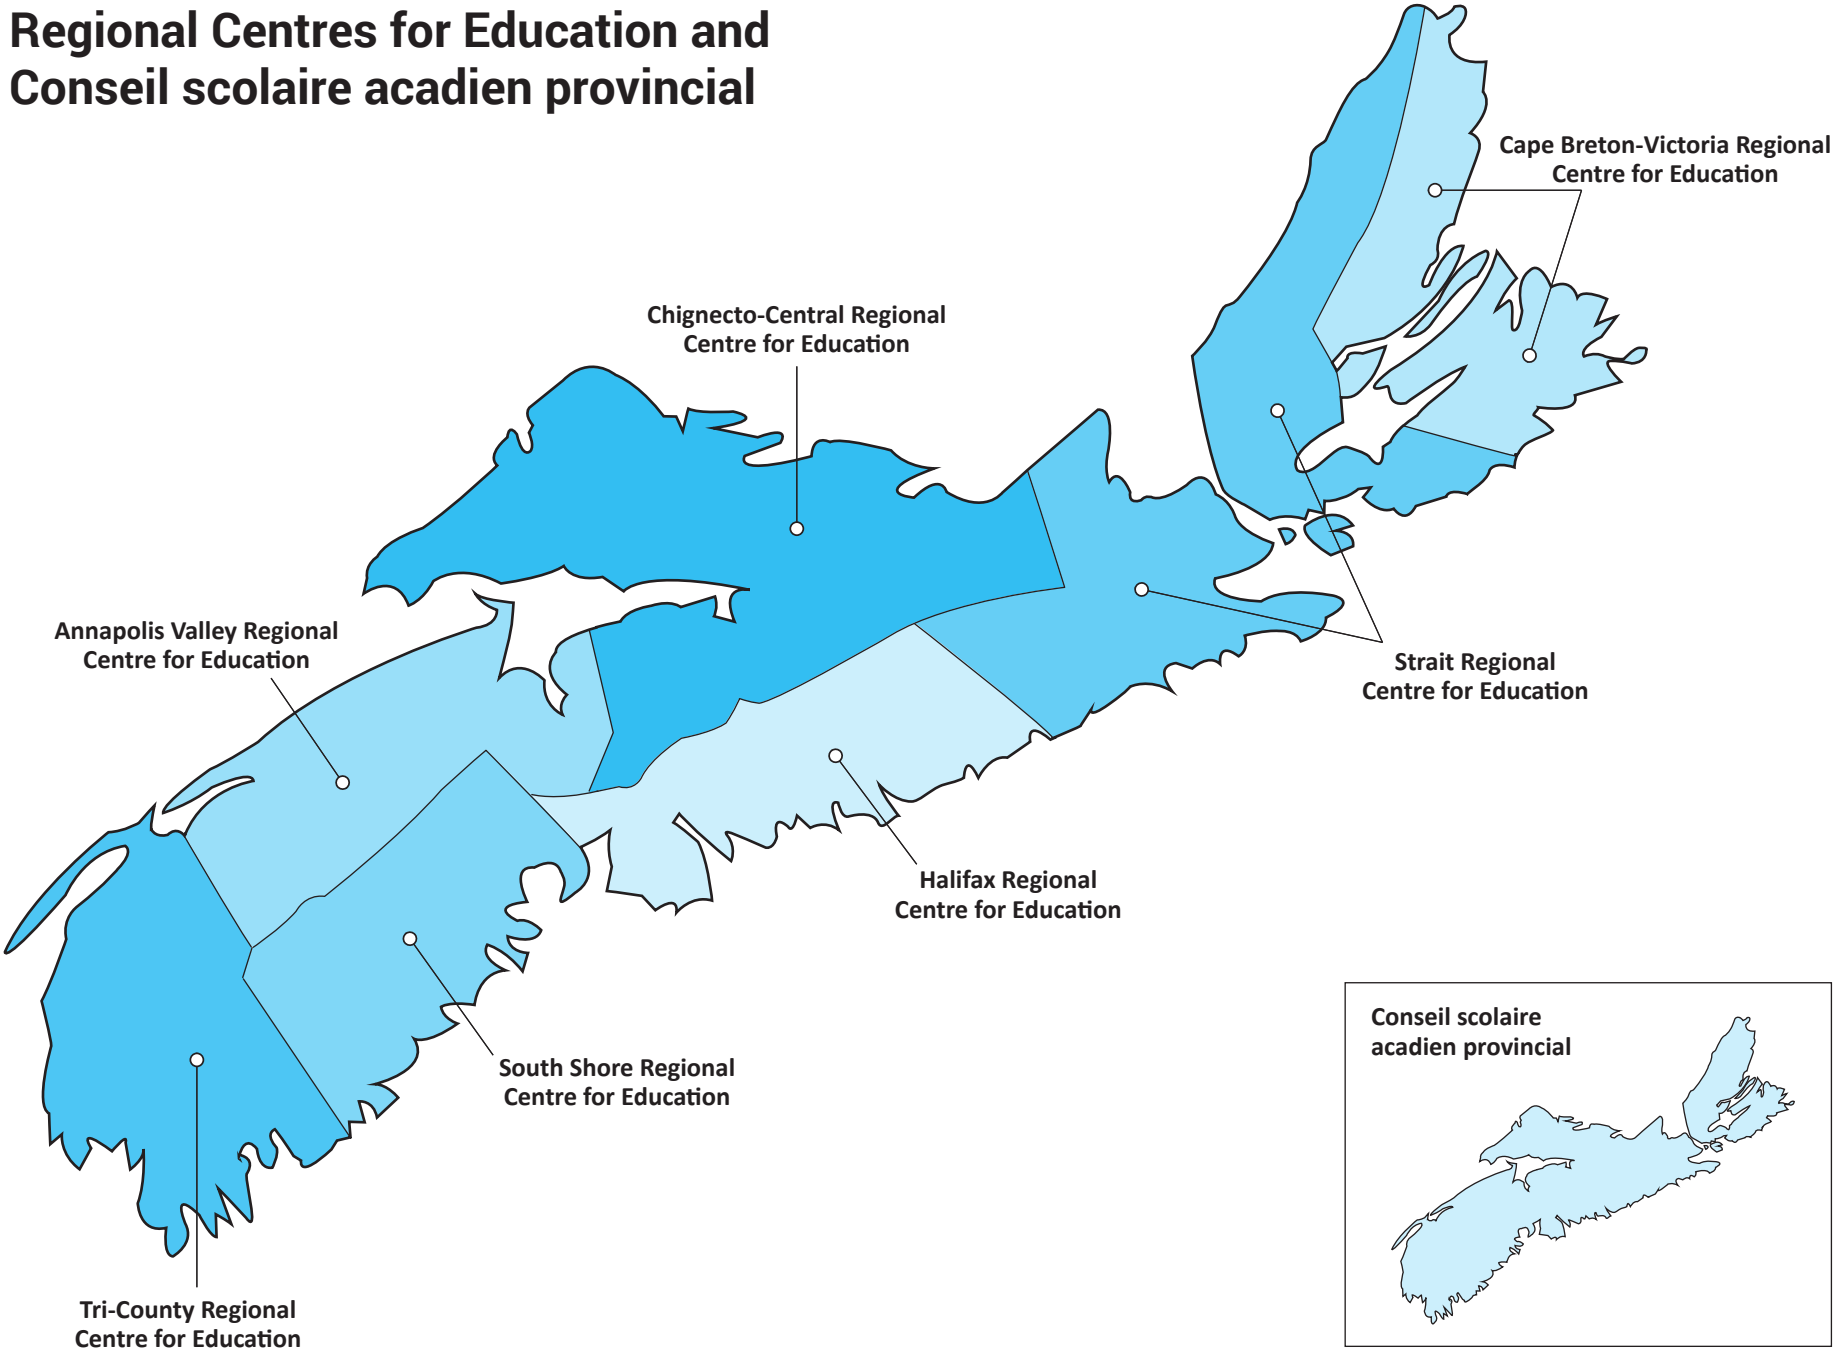 Regional Centres for Education and
Conseil scolaire acadien provincial
Cape Breton-Victoria Regional
Centre for Education
Chignecto-Central Regional
Centre for Education
Annapolis Valley Regional
Centre for Education
Strait Regional
Centre for Education
Halifax Regional
Centre for Education
South Shore Regional
Centre for Education
Tri-County Regional
Centre for Education
Conseil scolaire
acadien provincial